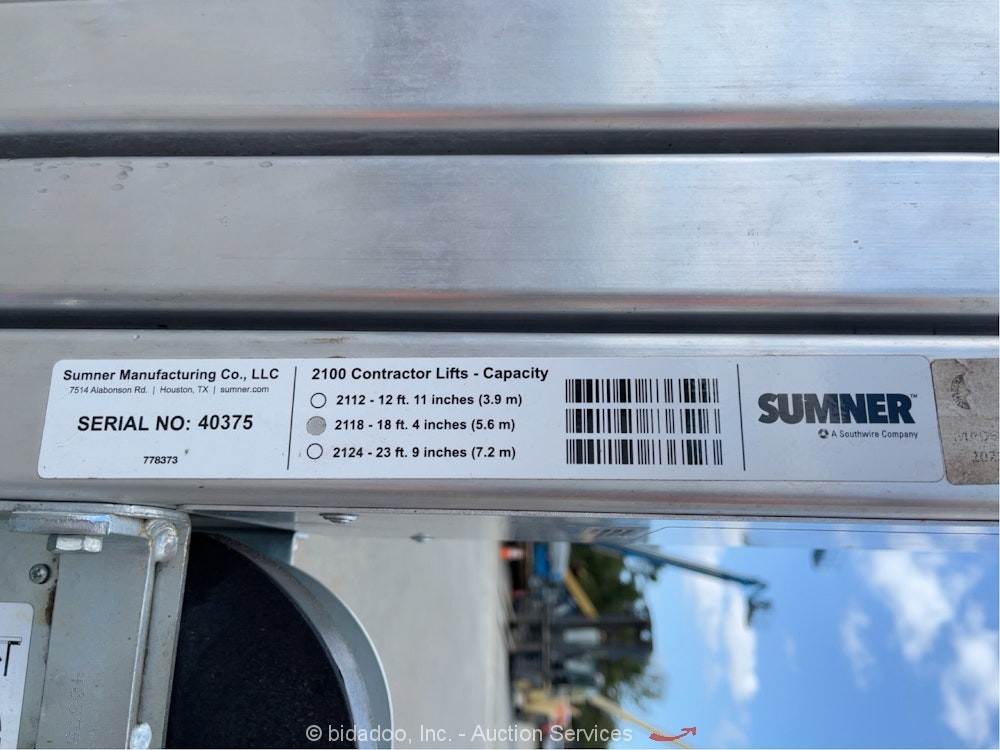 Sumner Manufacturing Co., LLC
7514 Alabonson Rd. | Houston, TX | sumner.com
SERIAL NO: 40375
778373
2100 Contractor Lifts - Capacity
2112 - 12 ft. 11 inches (3.9 m)
2118 - 18 ft. 4 inches (5.6 m)
2124 - 23 ft. 9 inches (7.2 m)
SUMNER™
A Southwire Company
© bidadoo, Inc. - Auction Services